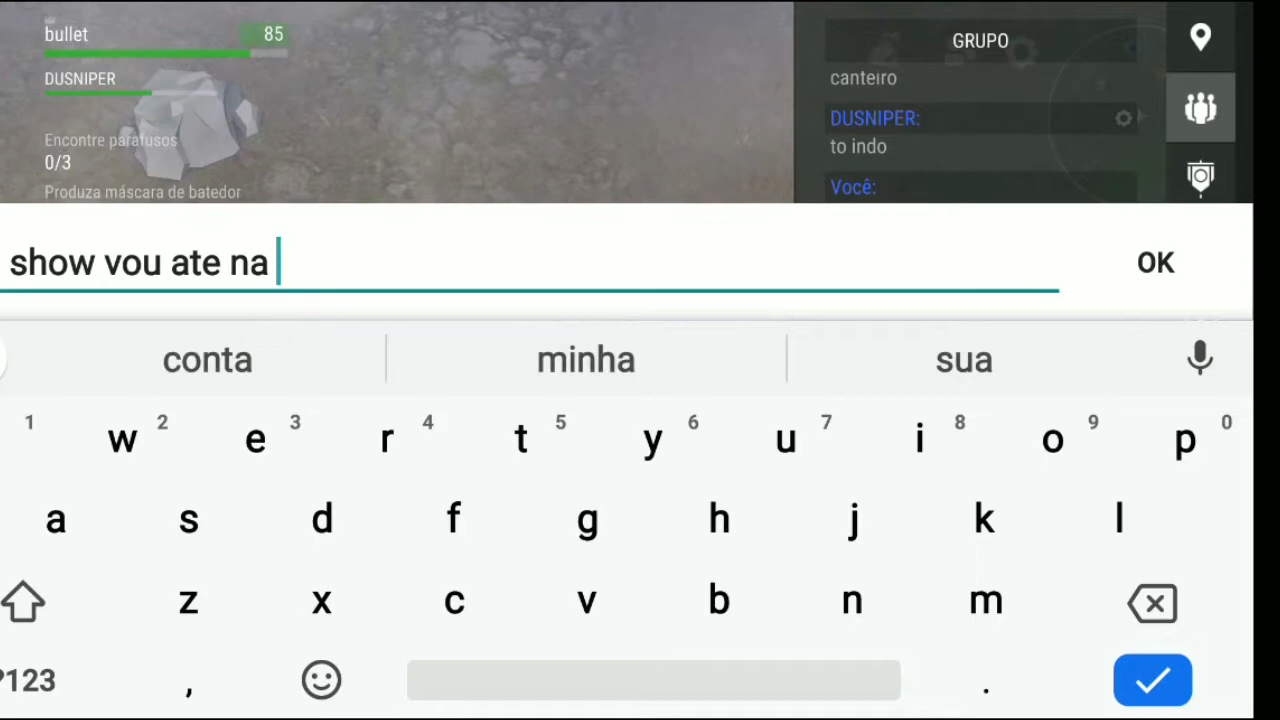 bullet 85
DUSNIPER
Encontre parafusos
0/3
Produza máscara de batedor
GRUPO
canteiro
DUSNIPER:
to indo
Você:
show vou ate na
OK
conta minha sua
1 2 3 4 5 6 7 8 9 0
w e r t y u i o p
a s d f g h j k l
z x c v b n m
?123 , .